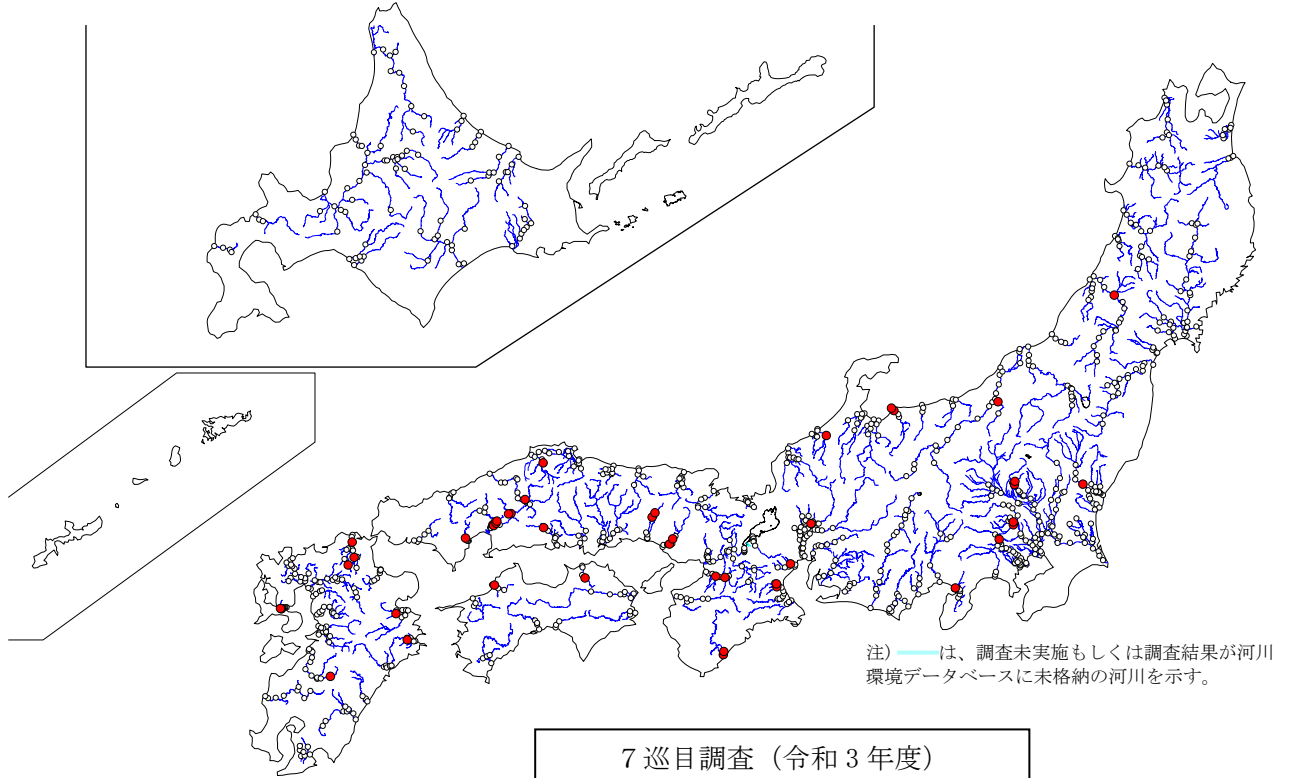 注）は、調査未実施もしくは調査結果が河川
環境データベースに未格納の河川を示す。
7巡目調査（令和3年度）